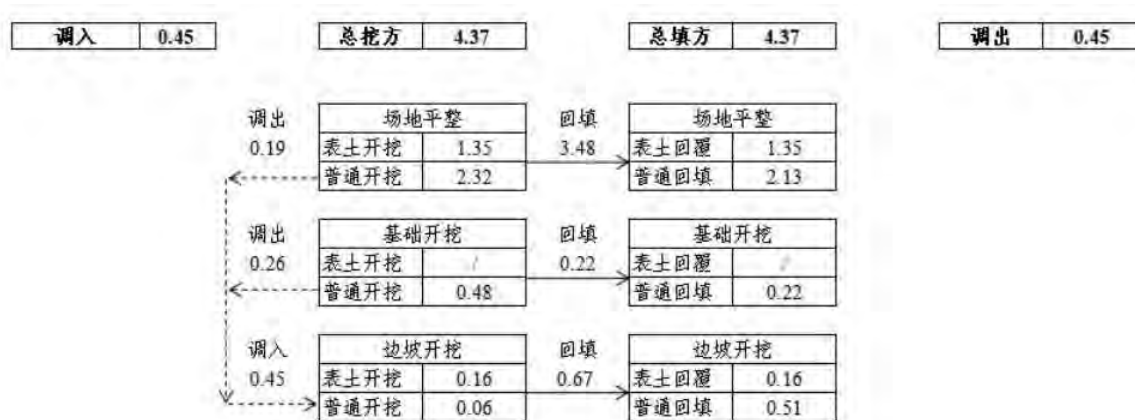 调入 0.45 总挖方 4.37 总填方 4.37 调出 0.45
调出 场地平整 回填 场地平整
0.19 表土开挖 1.35 3.48 表土回覆 1.35
普通开挖 2.32 普通回填 2.13
调出 基础开挖 回填 基础开挖
0.26 表土开挖 / 0.22 表土回覆 /
普通开挖 0.48 普通回填 0.22
调入 边坡开挖 回填 边坡开挖
0.45 表土开挖 0.16 0.67 表土回覆 0.16
普通开挖 0.06 普通回填 0.51